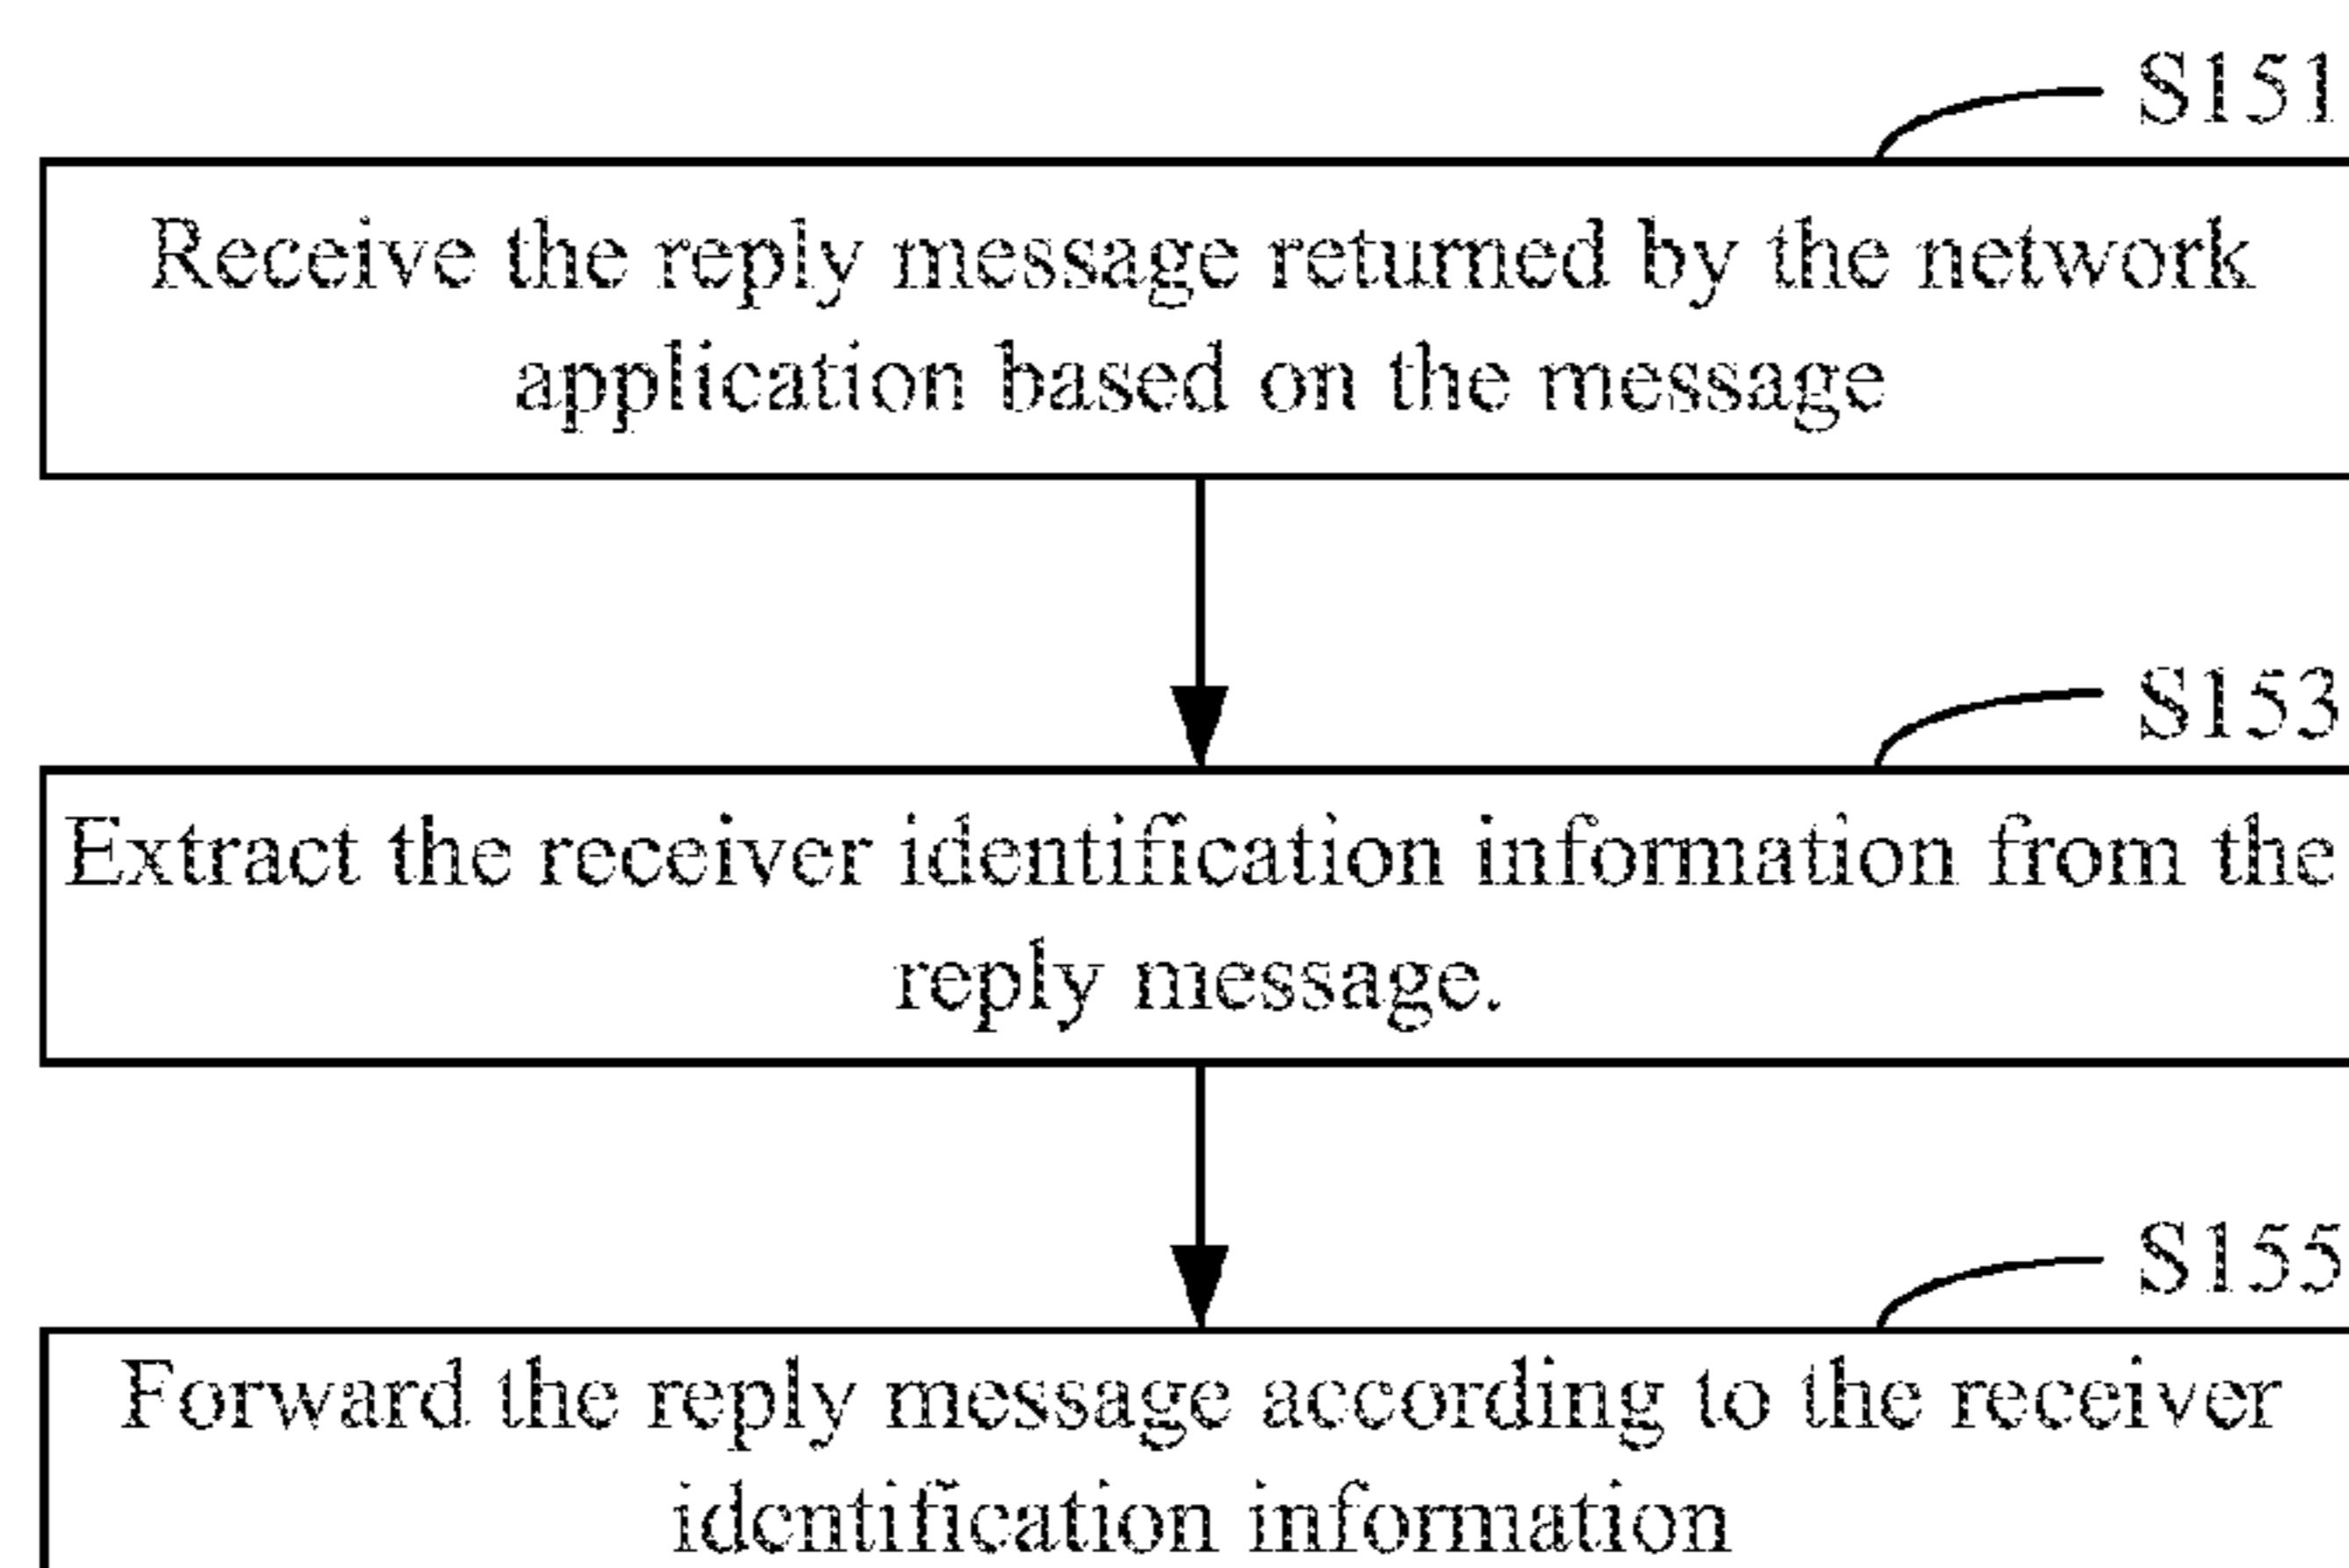 S151
Receive the reply message returned by the network
application based on the message
S153
Extract the receiver identification information from the
reply message.
S155
Forward the reply message according to the receiver
identification information